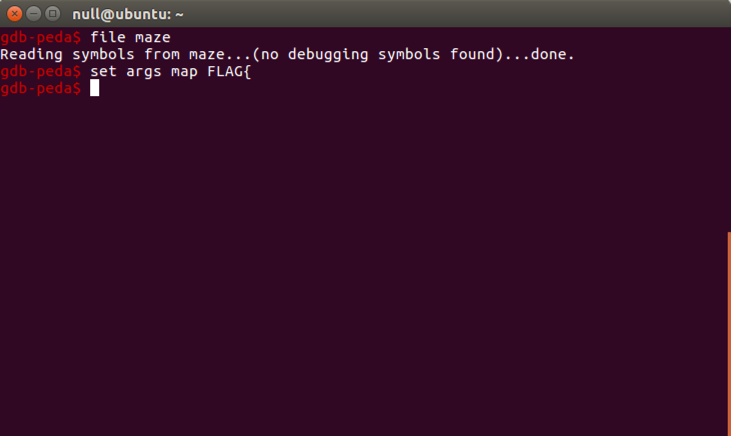 null@ubuntu: ~
gdb-peda$ file maze
Reading symbols from maze...(no debugging symbols found)...done.
gdb-peda$ set args map FLAG{
gdb-peda$